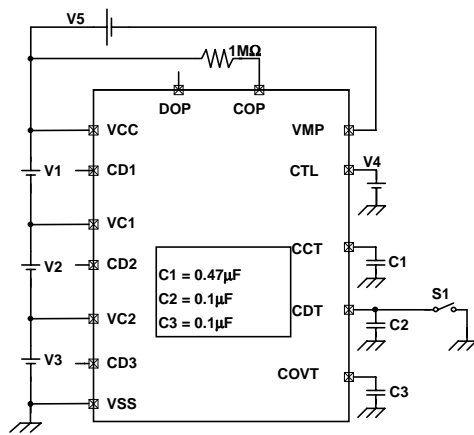 V5
1MΩ
DOP COP
VCC VMP
V1 CD1 CTL V4
VC1
CCT C1
V2 CD2
C1 = 0.47µF
C2 = 0.1µF
C3 = 0.1µF
CDT C2 S1
VC2
V3 CD3 COVT
C3
VSS